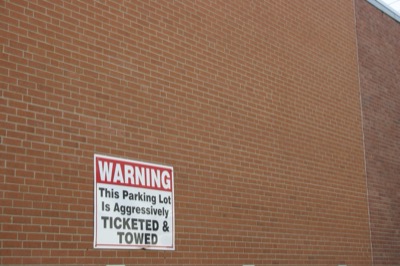 WARNING
This Parking Lot
Is Aggressively
TICKETED &
TOWED